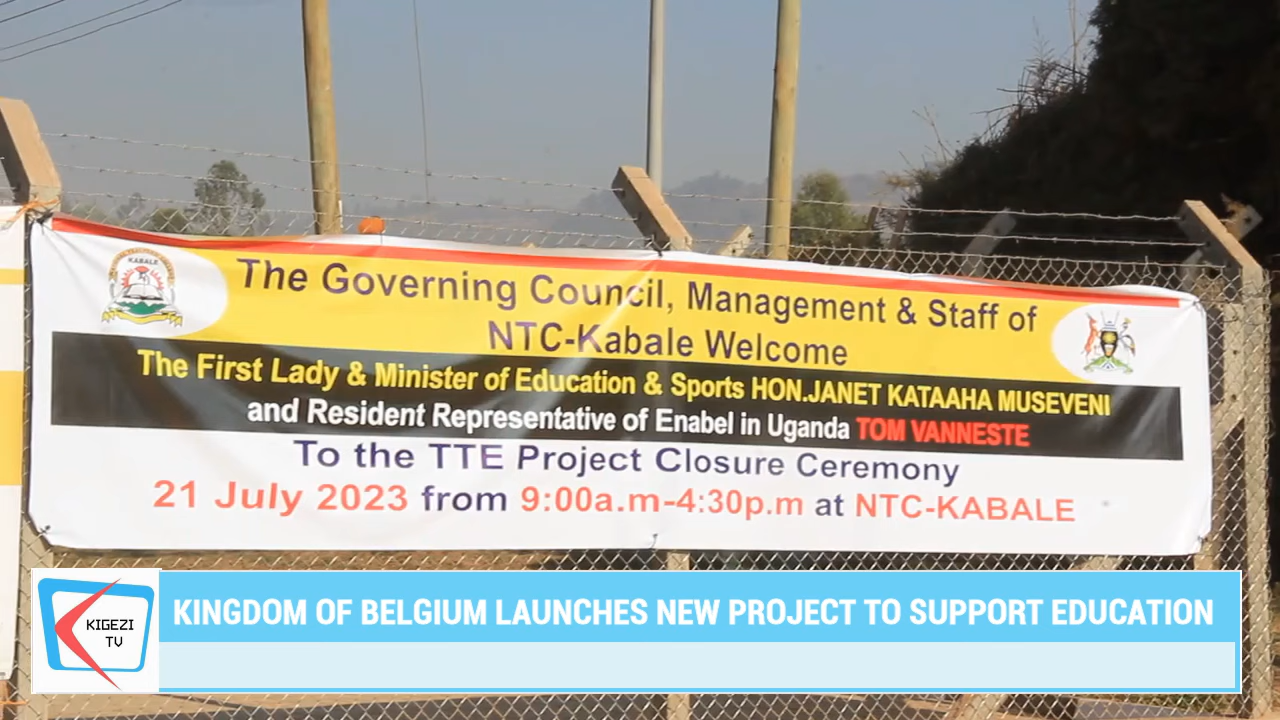 KABALE
The Governing Council, Management & Staff of
NTC-Kabale Welcome
The First Lady & Minister of Education & Sports HON.JANET KATAAHA MUSEVENI
and Resident Representative of Enabel in Uganda TOM VANNESTE
To the TTE Project Closure Ceremony
21 July 2023 from 9:00a.m-4:30p.m at NTC-KABALE
KIGEZI
TV
KINGDOM OF BELGIUM LAUNCHES NEW PROJECT TO SUPPORT EDUCATION